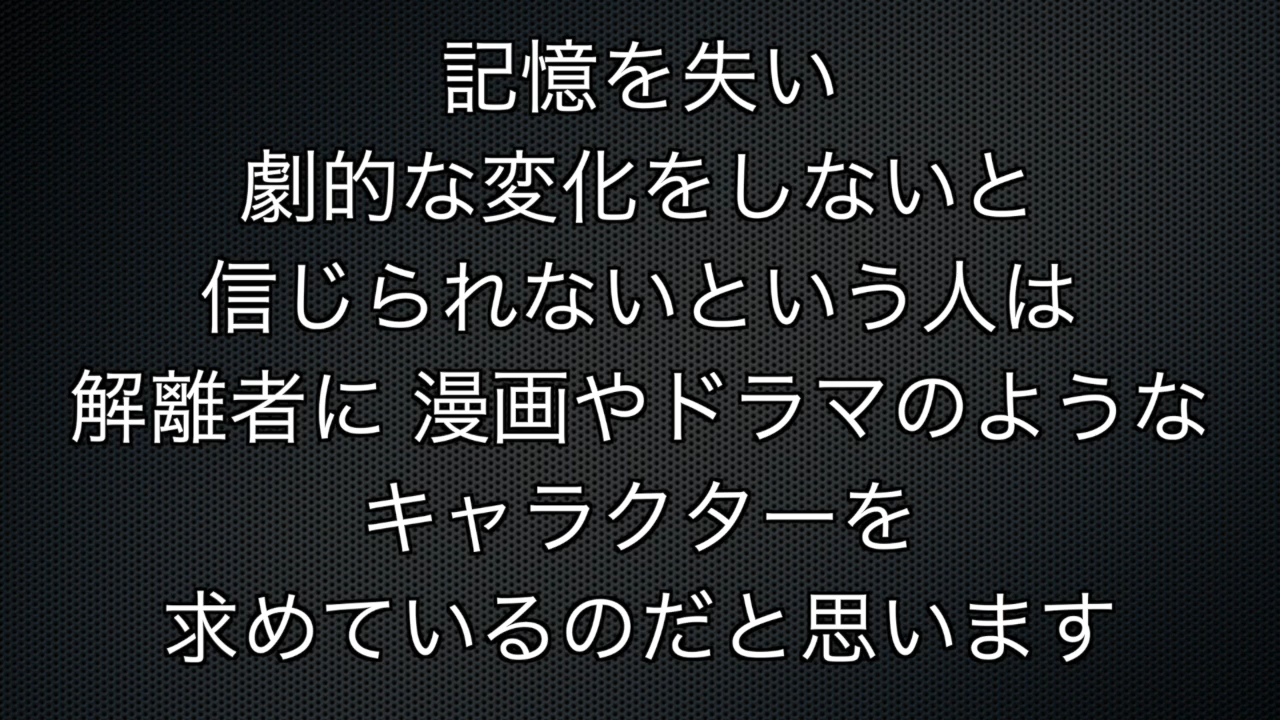 記憶を失い
劇的な変化をしないと
信じられないという人は
解離者に 漫画やドラマのような
キャラクターを
求めているのだと思います